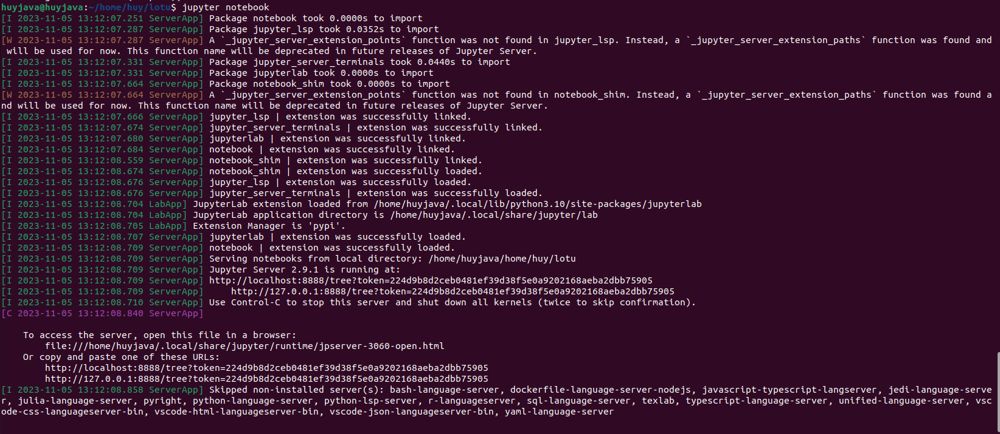 huyjava@huyjava:~/home/huy/lotu$ jupyter notebook
[I 2023-11-05 13:12:07.251 ServerApp] Package notebook took 0.0000s to import
[I 2023-11-05 13:12:07.287 ServerApp] Package jupyter_lsp took 0.0352s to import
[W 2023-11-05 13:12:07.287 ServerApp] A `_jupyter_server_extension_points` function was not found in jupyter_lsp. Instead, a `_jupyter_server_extension_paths` function was found and
 will be used for now. This function name will be deprecated in future releases of Jupyter Server.
[I 2023-11-05 13:12:07.331 ServerApp] Package jupyter_server_terminals took 0.0440s to import
[I 2023-11-05 13:12:07.331 ServerApp] Package jupyterlab took 0.0000s to import
[I 2023-11-05 13:12:07.664 ServerApp] Package notebook_shim took 0.0000s to import
[W 2023-11-05 13:12:07.664 ServerApp] A `_jupyter_server_extension_points` function was not found in notebook_shim. Instead, a `_jupyter_server_extension_paths` function was found a
nd will be used for now. This function name will be deprecated in future releases of Jupyter Server.
[I 2023-11-05 13:12:07.666 ServerApp] jupyter_lsp | extension was successfully linked.
[I 2023-11-05 13:12:07.674 ServerApp] jupyter_server_terminals | extension was successfully linked.
[I 2023-11-05 13:12:07.680 ServerApp] jupyterlab | extension was successfully linked.
[I 2023-11-05 13:12:07.684 ServerApp] notebook | extension was successfully linked.
[I 2023-11-05 13:12:08.559 ServerApp] notebook_shim | extension was successfully linked.
[I 2023-11-05 13:12:08.674 ServerApp] notebook_shim | extension was successfully loaded.
[I 2023-11-05 13:12:08.676 ServerApp] jupyter_lsp | extension was successfully loaded.
[I 2023-11-05 13:12:08.676 ServerApp] jupyter_server_terminals | extension was successfully loaded.
[I 2023-11-05 13:12:08.704 LabApp] JupyterLab extension loaded from /home/huyjava/.local/lib/python3.10/site-packages/jupyterlab
[I 2023-11-05 13:12:08.704 LabApp] JupyterLab application directory is /home/huyjava/.local/share/jupyter/lab
[I 2023-11-05 13:12:08.705 LabApp] Extension Manager is 'pypi'.
[I 2023-11-05 13:12:08.707 ServerApp] jupyterlab | extension was successfully loaded.
[I 2023-11-05 13:12:08.709 ServerApp] notebook | extension was successfully loaded.
[I 2023-11-05 13:12:08.709 ServerApp] Serving notebooks from local directory: /home/huyjava/home/huy/lotu
[I 2023-11-05 13:12:08.709 ServerApp] Jupyter Server 2.9.1 is running at:
[I 2023-11-05 13:12:08.709 ServerApp] http://localhost:8888/tree?token=224d9b8d2ceb0481ef39d38f5e0a9202168aeba2dbb75905
[I 2023-11-05 13:12:08.709 ServerApp]     http://127.0.0.1:8888/tree?token=224d9b8d2ceb0481ef39d38f5e0a9202168aeba2dbb75905
[I 2023-11-05 13:12:08.710 ServerApp] Use Control-C to stop this server and shut down all kernels (twice to skip confirmation).
[C 2023-11-05 13:12:08.840 ServerApp]
    To access the server, open this file in a browser:
        file:///home/huyjava/.local/share/jupyter/runtime/jpserver-3060-open.html
    Or copy and paste one of these URLs:
        http://localhost:8888/tree?token=224d9b8d2ceb0481ef39d38f5e0a9202168aeba2dbb75905
        http://127.0.0.1:8888/tree?token=224d9b8d2ceb0481ef39d38f5e0a9202168aeba2dbb75905
[I 2023-11-05 13:12:08.858 ServerApp] Skipped non-installed server(s): bash-language-server, dockerfile-language-server-nodejs, javascript-typescript-langserver, jedi-language-serve
r, julia-language-server, pyright, python-language-server, python-lsp-server, r-languageserver, sql-language-server, texlab, typescript-language-server, unified-language-server, vsc
ode-css-languageserver-bin, vscode-html-languageserver-bin, vscode-json-languageserver-bin, yaml-language-server